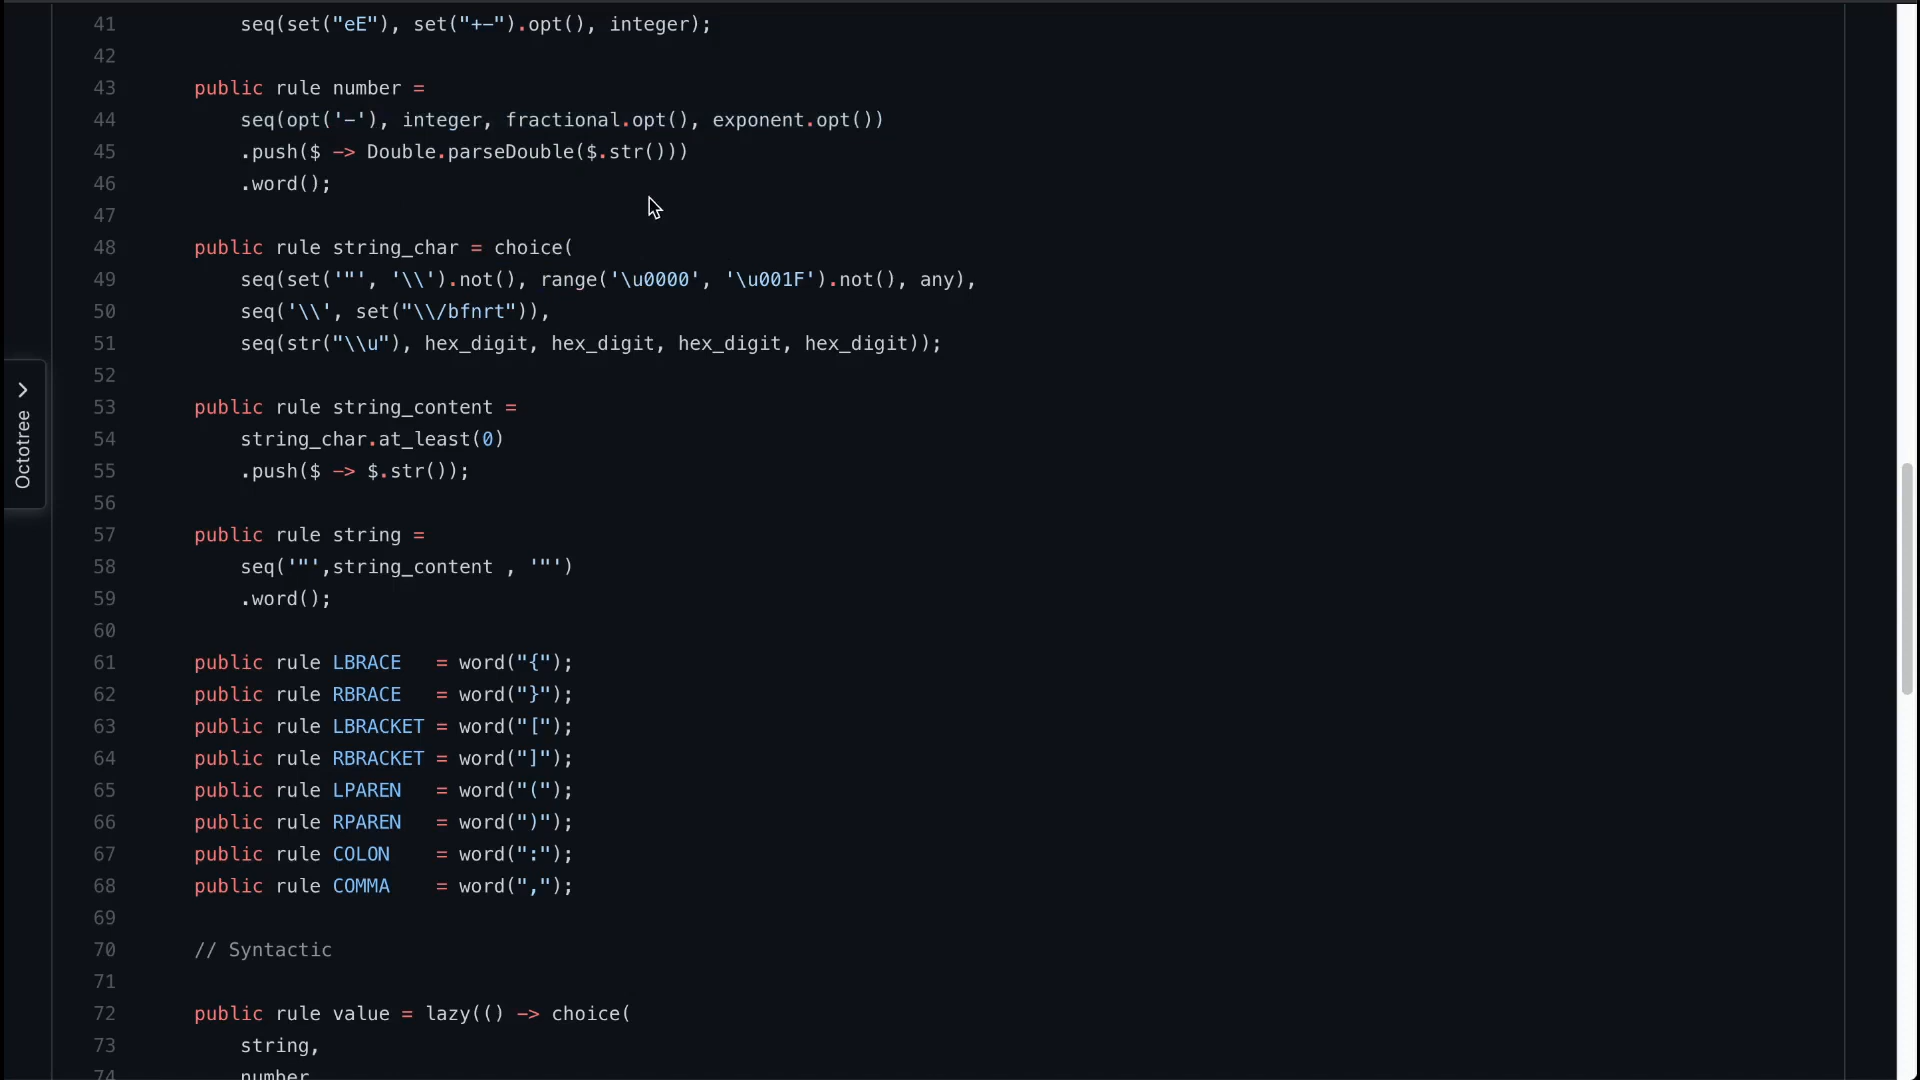 41 seq(set("eE"), set("+-").opt(), integer);
42
43 public rule number =
44 seq(opt('-'), integer, fractional.opt(), exponent.opt())
45 .push($ -> Double.parseDouble($.str()))
46 .word();
47
48 public rule string_char = choice(
49 seq(set('"', '\\').not(), range('\u0000', '\u001F').not(), any),
50 seq('\\', set("\\/bfnrt")),
51 seq(str("\\u"), hex_digit, hex_digit, hex_digit, hex_digit));
52
53 public rule string_content =
54 string_char.at_least(0)
55 .push($ -> $.str());
56
57 public rule string =
58 seq('"',string_content , '"')
59 .word();
60
61 public rule LBRACE   = word("{");
62 public rule RBRACE   = word("}");
63 public rule LBRACKET = word("[");
64 public rule RBRACKET = word("]");
65 public rule LPAREN   = word("(");
66 public rule RPAREN   = word(")");
67 public rule COLON    = word(":");
68 public rule COMMA    = word(",");
69
70 // Syntactic
71
72 public rule value = lazy(() -> choice(
73 string,
74 number
Octotree